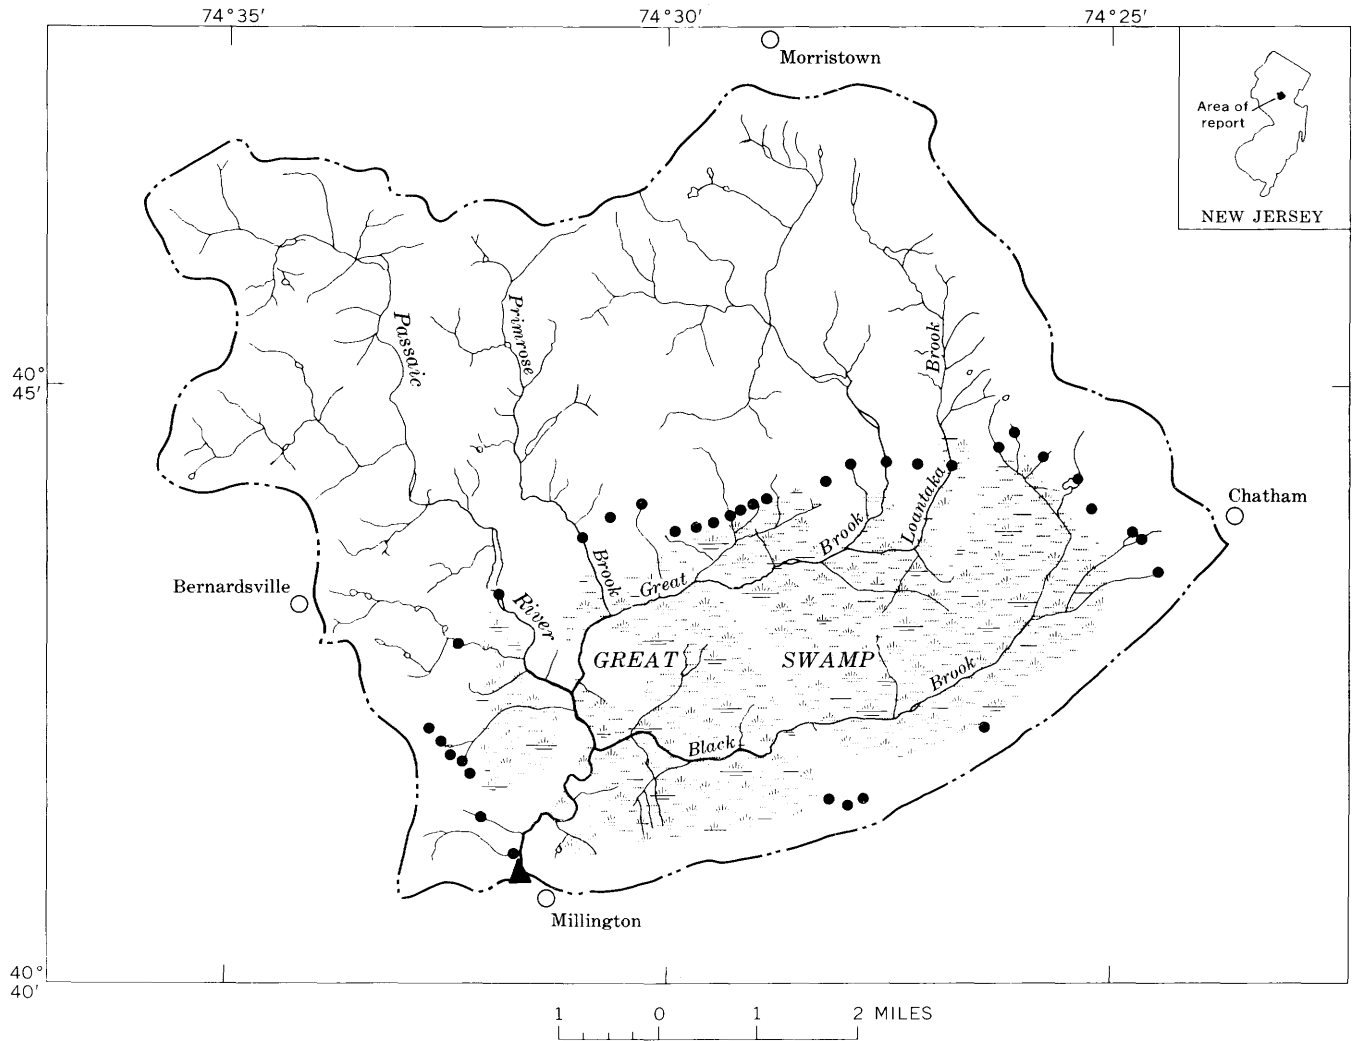 74°35′
74°30′
74°25′
Morristown
Area of
report
NEW JERSEY
Passaic
Primrose
Brook
40°
45′
Loantaka
Chatham
Brook
Brook
Great
Bernardsville
River
GREAT SWAMP
Brook
Black
Millington
40°
40′
1 0 1 2 MILES